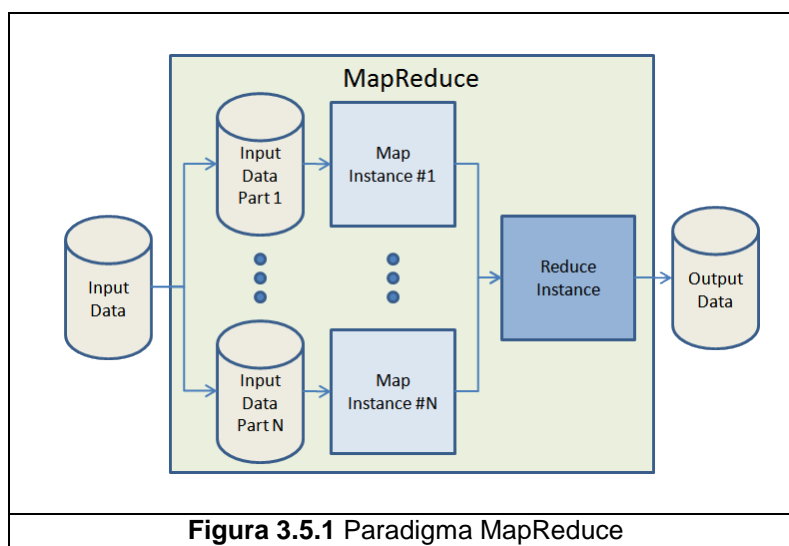 MapReduce
Input
Data
Part 1
Map
Instance #1
Input
Data
Reduce
Instance
Output
Data
Input
Data
Part N
Map
Instance #N
Figura 3.5.1 Paradigma MapReduce